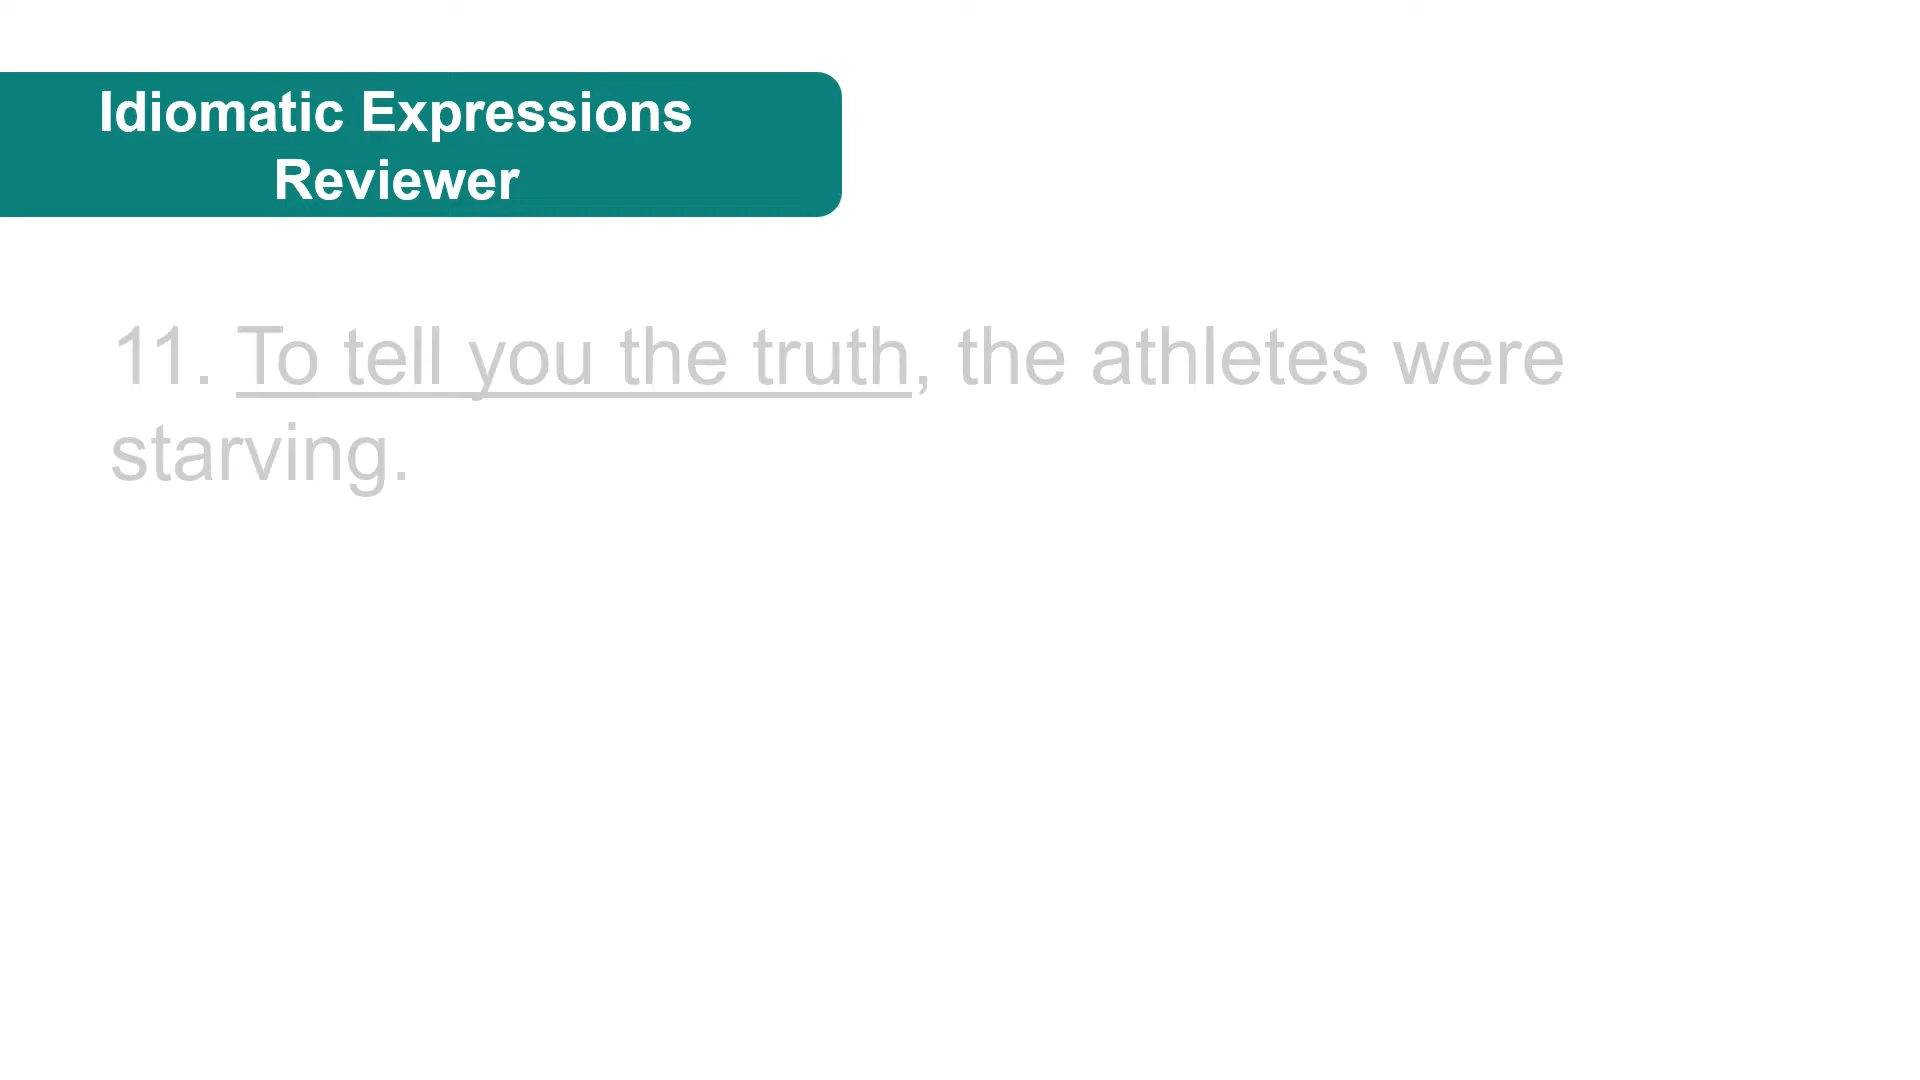 Idiomatic Expressions
Reviewer
11. To tell you the truth, the athletes were
starving.